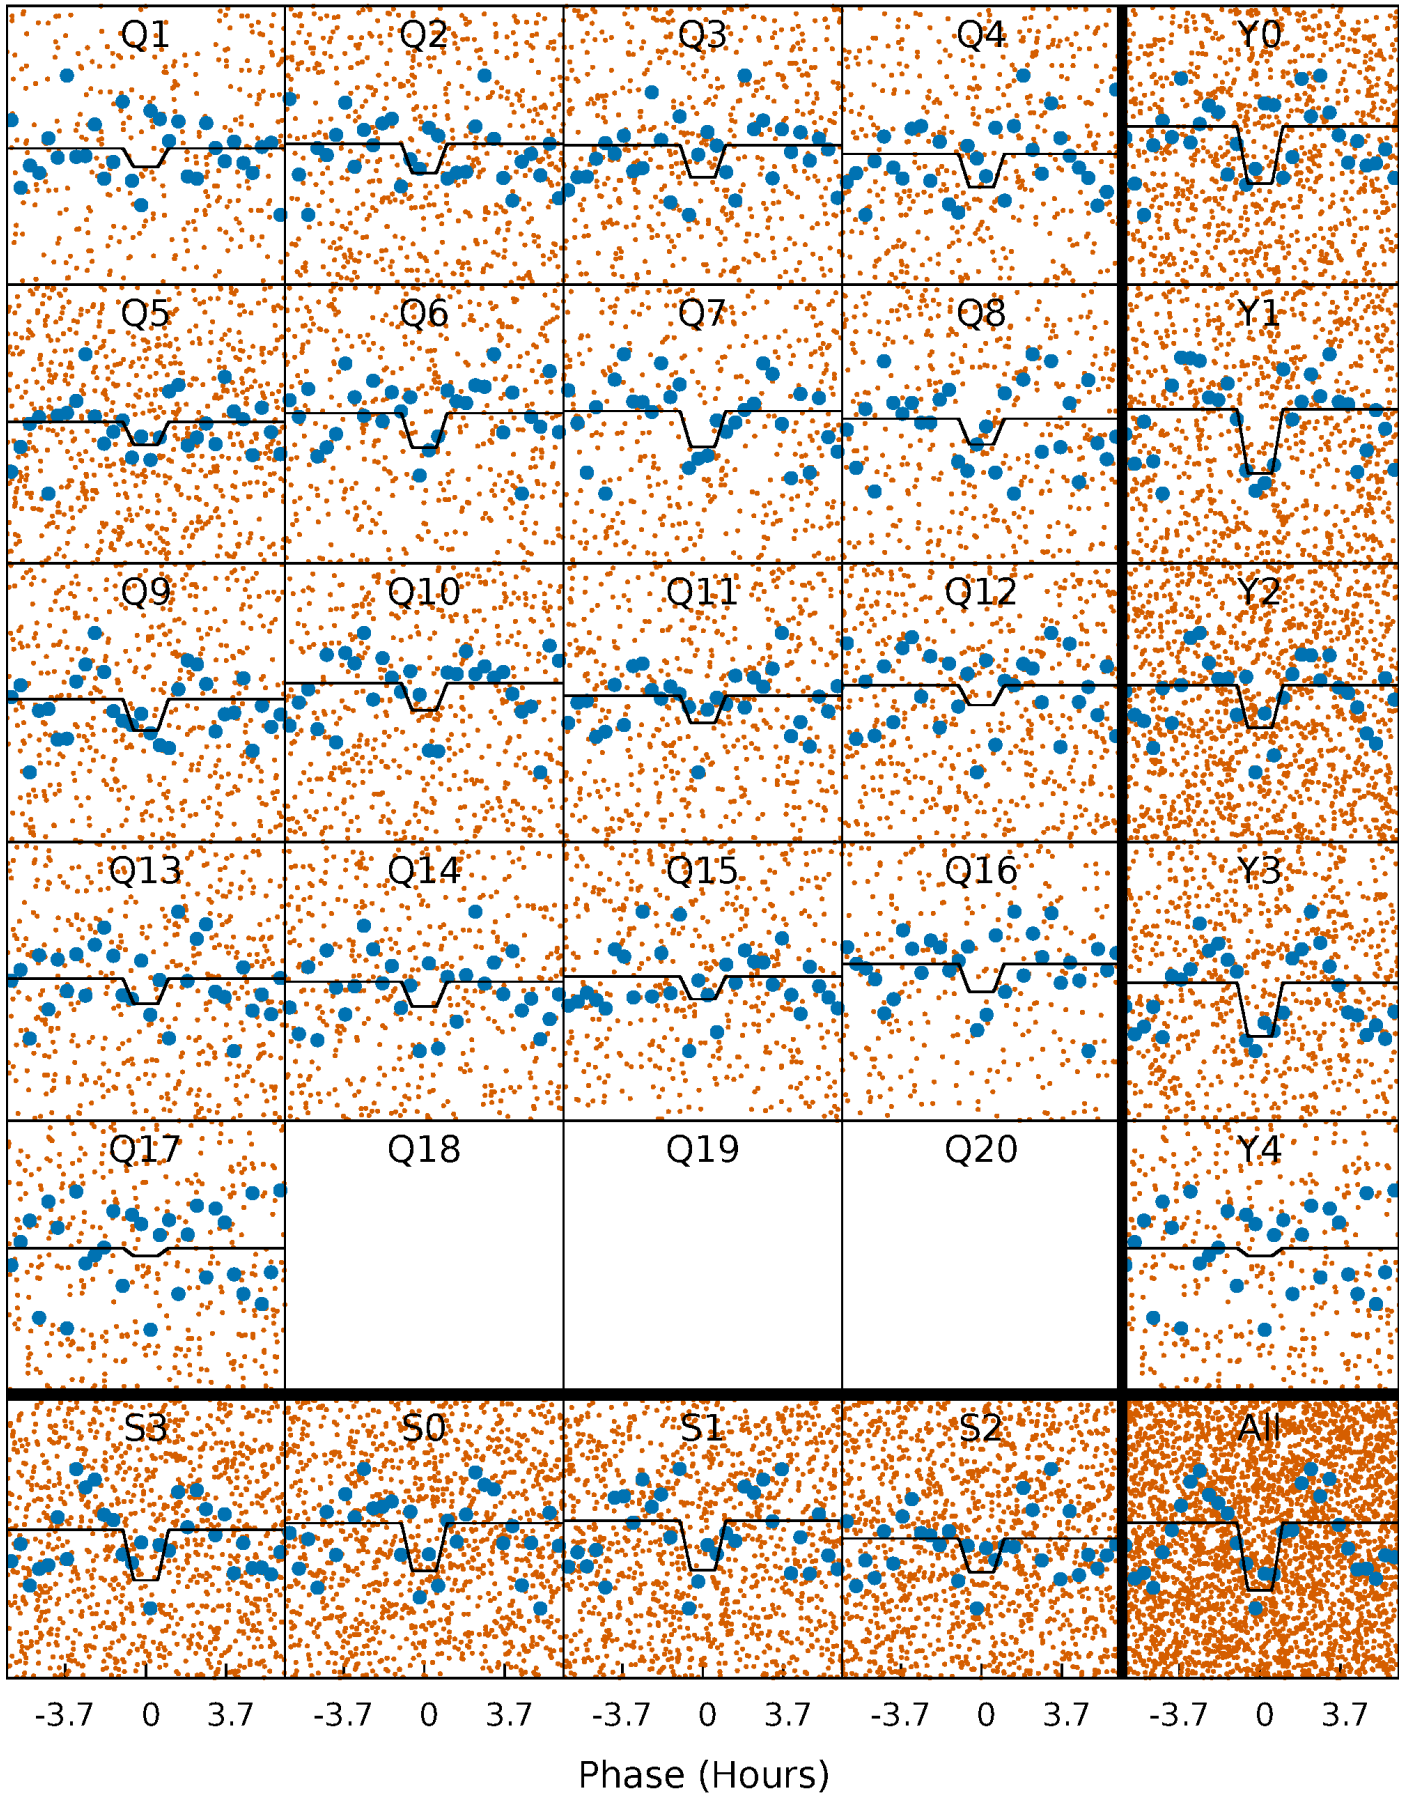 Q1 Q2 Q3 Q4 Y0
Q5 Q6 Q7 Q8 Y1
Q9 Q10 Q11 Q12 Y2
Q13 Q14 Q15 Q16 Y3
Q17 Q18 Q19 Q20 Y4
S3 S0 S1 S2 All
-3.7 0 3.7 -3.7 0 3.7 -3.7 0 3.7 -3.7 0 3.7 -3.7 0 3.7
Phase (Hours)